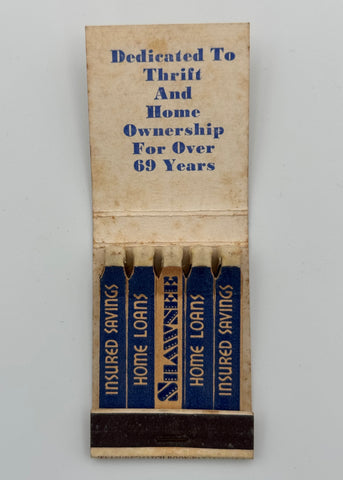 Dedicated To
Thrift
And
Home
Ownership
For Over
69 Years
INSURED SAVINGS
HOME LOANS
SHAWNEE
HOME LOANS
INSURED SAVINGS